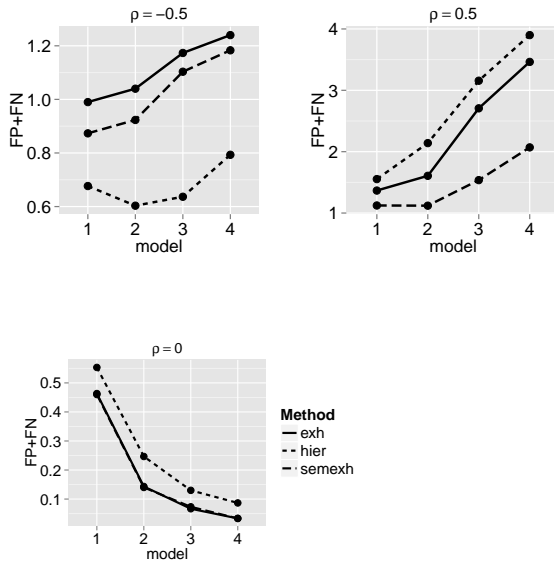 ρ = −0.5
FP+FN
1.2
1.0
0.8
0.6
1 2 3 4
model
ρ = 0.5
FP+FN
4
3
2
1
1 2 3 4
model
ρ = 0
FP+FN
0.5
0.4
0.3
0.2
0.1
1 2 3 4
model
Method
exh
hier
semexh